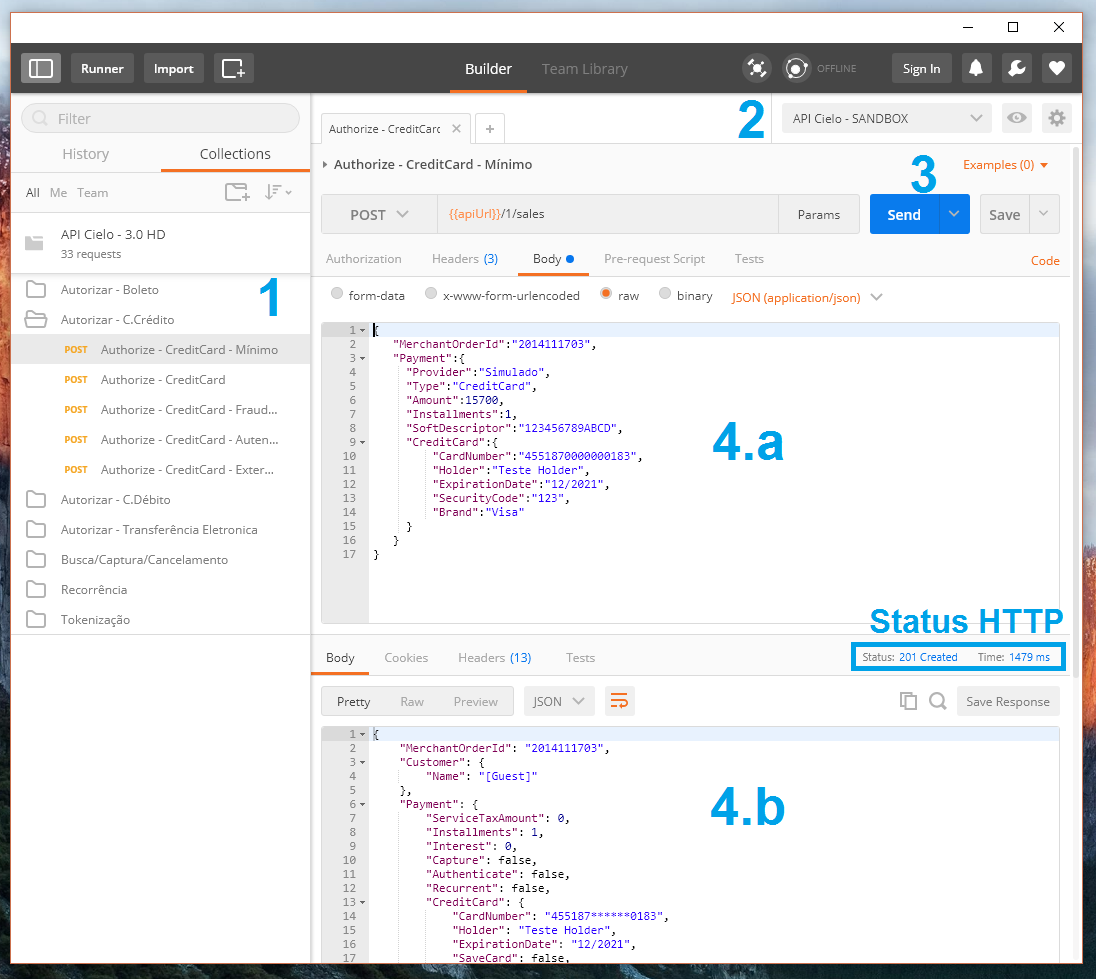 Runner
Import
Builder
Team Library
OFFLINE
Sign In
Filter
History
Collections
All Me Team
API Cielo - 3.0 HD
33 requests
1
Autorizar - Boleto
Autorizar - C.Crédito
POST Authorize - CreditCard - Mínimo
POST Authorize - CreditCard
POST Authorize - CreditCard - Fraud...
POST Authorize - CreditCard - Auten...
POST Authorize - CreditCard - Exter...
Autorizar - C.Débito
Autorizar - Transferência Eletronica
Busca/Captura/Cancelamento
Recorrência
Tokenização
Authorize - CreditCard
2
API Cielo - SANDBOX
Authorize - CreditCard - Mínimo
3
Examples (0)
POST
{{apiUrl}}/1/sales
Params
Send
Save
Authorization
Headers (3)
Body
Pre-request Script
Tests
Code
form-data
x-www-form-urlencoded
raw
binary
JSON (application/json)
1 {
2 "MerchantOrderId":"2014111703",
3 "Payment":{
4 "Provider":"Simulado",
5 "Type":"CreditCard",
6 "Amount":15700,
7 "Installments":1,
8 "SoftDescriptor":"123456789ABCD",
9 "CreditCard":{
10 "CardNumber":"4551870000000183",
11 "Holder":"Teste Holder",
12 "ExpirationDate":"12/2021",
13 "SecurityCode":"123",
14 "Brand":"Visa"
15 }
16 }
17 }
4.a
Status HTTP
Body
Cookies
Headers (13)
Tests
Status: 201 Created Time: 1479 ms
Pretty
Raw
Preview
JSON
Save Response
1 {
2 "MerchantOrderId": "2014111703",
3 "Customer": {
4 "Name": "[Guest]"
5 },
6 "Payment": {
7 "ServiceTaxAmount": 0,
8 "Installments": 1,
9 "Interest": 0,
10 "Capture": false,
11 "Authenticate": false,
12 "Recurrent": false,
13 "CreditCard": {
14 "CardNumber": "455187******0183",
15 "Holder": "Teste Holder",
16 "ExpirationDate": "12/2021",
17 "SaveCard": false,
4.b